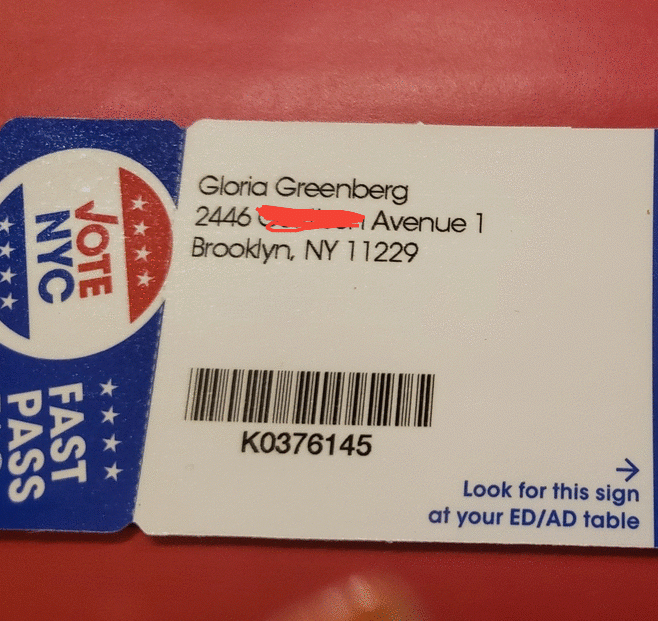 Gloria Greenberg
2446 Avenue 1
Brooklyn, NY 11229
VOTE
NYC
FAST
PASS
K0376145
Look for this sign
at your ED/AD table